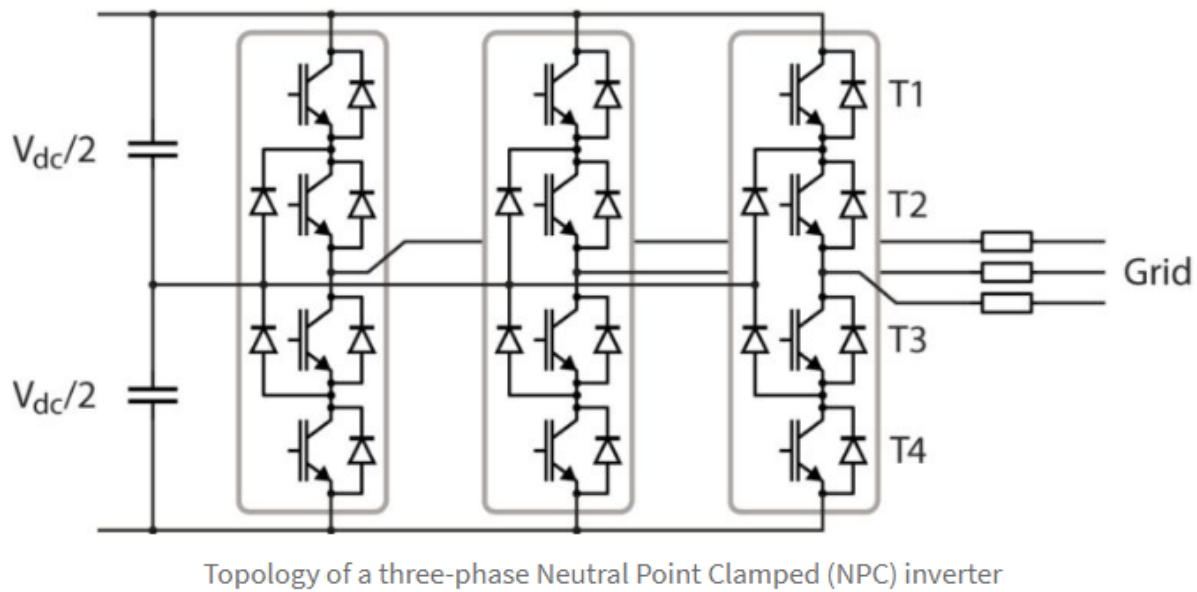 T1
V_dc/2
T2
Grid
T3
V_dc/2
T4
Topology of a three-phase Neutral Point Clamped (NPC) inverter